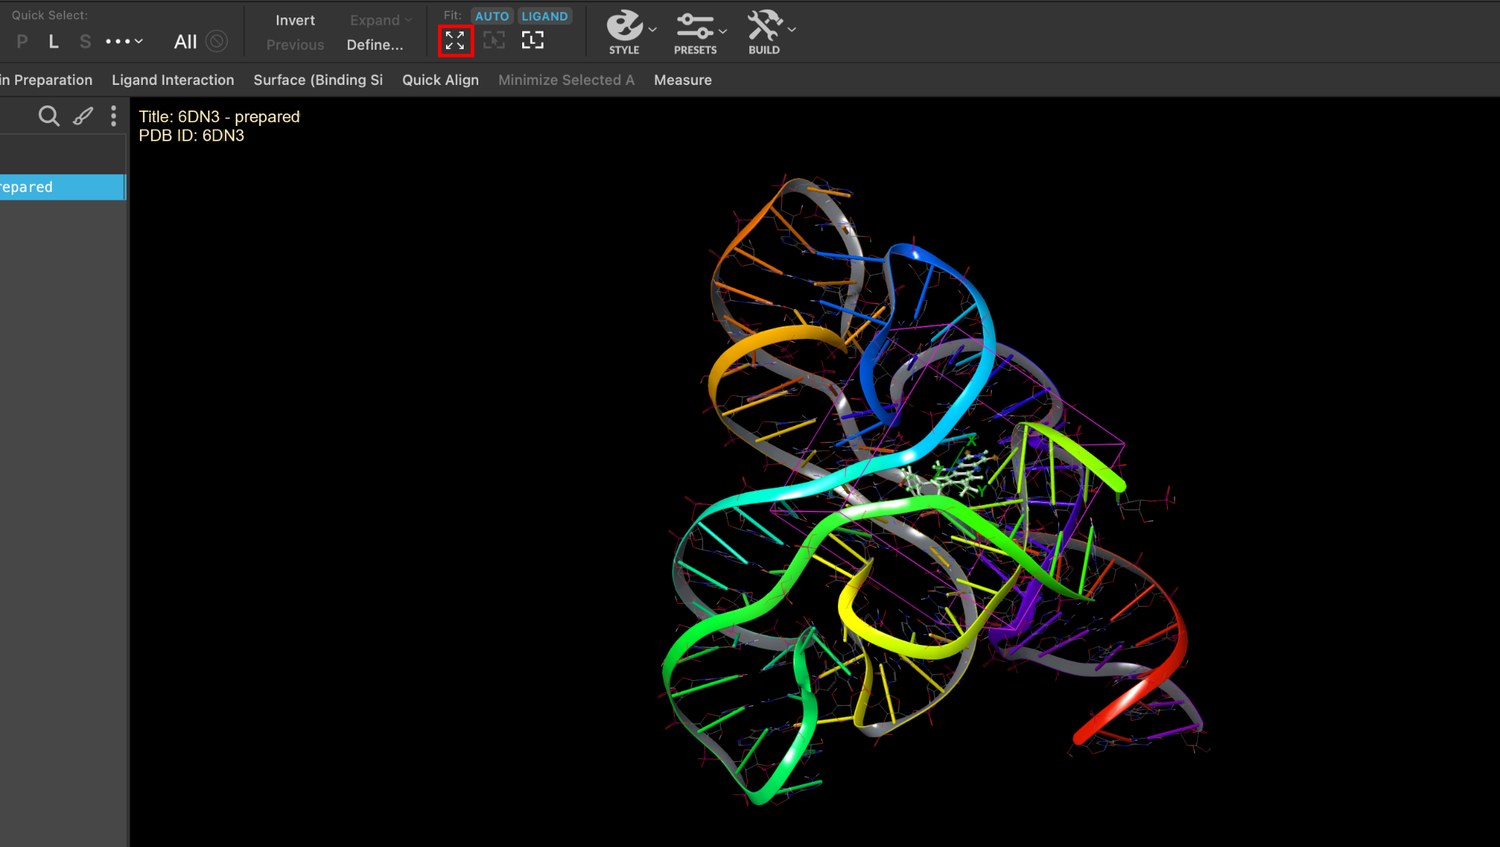 Quick Select:
P L S All
Invert
Expand
Previous
Define...
Fit: AUTO LIGAND
L
STYLE
PRESETS
BUILD
in Preparation
Ligand Interaction
Surface (Binding Si
Quick Align
Minimize Selected A
Measure
Title: 6DN3 - prepared
PDB ID: 6DN3
repared
X
Y